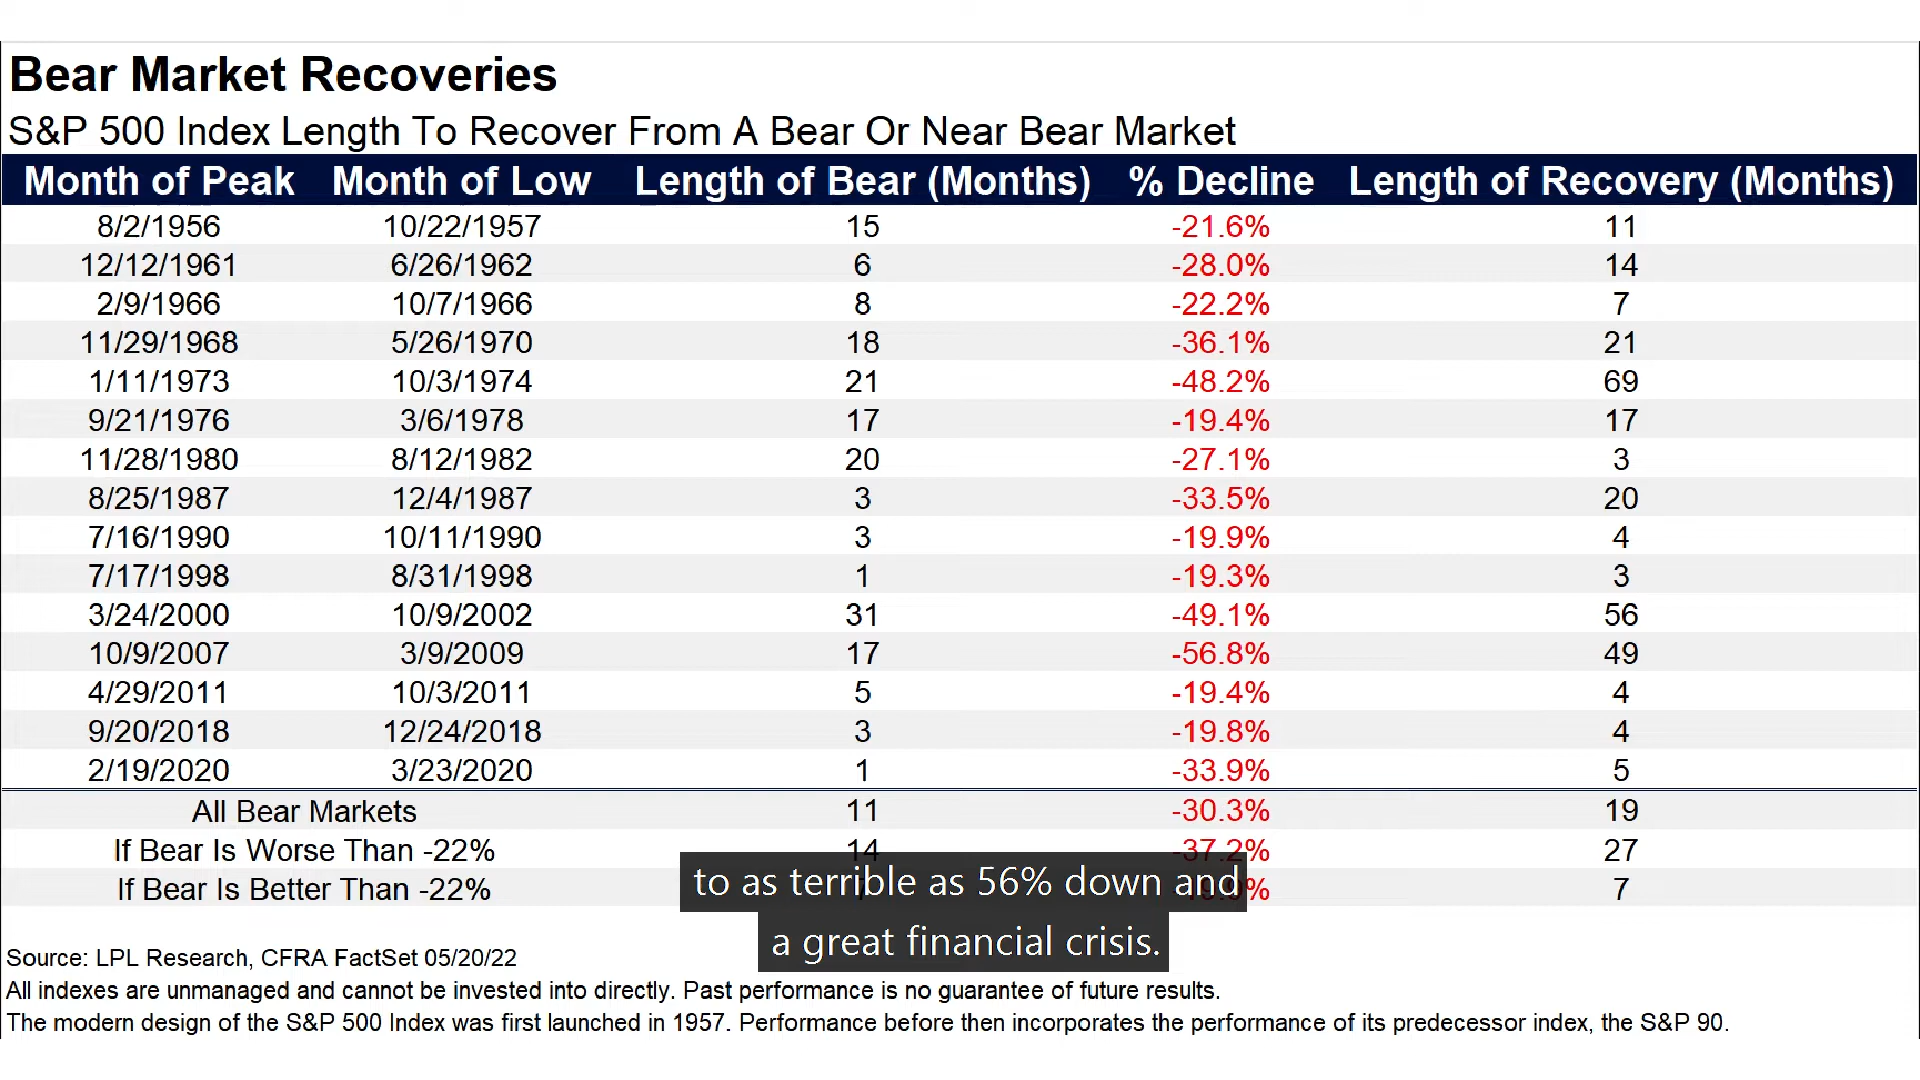 Bear Market Recoveries
S&P 500 Index Length To Recover From A Bear Or Near Bear Market
Month of Peak Month of Low Length of Bear (Months) % Decline Length of Recovery (Months)
8/2/1956 10/22/1957 15 -21.6% 11
12/12/1961 6/26/1962 6 -28.0% 14
2/9/1966 10/7/1966 8 -22.2% 7
11/29/1968 5/26/1970 18 -36.1% 21
1/11/1973 10/3/1974 21 -48.2% 69
9/21/1976 3/6/1978 17 -19.4% 17
11/28/1980 8/12/1982 20 -27.1% 3
8/25/1987 12/4/1987 3 -33.5% 20
7/16/1990 10/11/1990 3 -19.9% 4
7/17/1998 8/31/1998 1 -19.3% 3
3/24/2000 10/9/2002 31 -49.1% 56
10/9/2007 3/9/2009 17 -56.8% 49
4/29/2011 10/3/2011 5 -19.4% 4
9/20/2018 12/24/2018 3 -19.8% 4
2/19/2020 3/23/2020 1 -33.9% 5
All Bear Markets 11 -30.3% 19
If Bear Is Worse Than -22% 14 -37.2% 27
If Bear Is Better Than -22% 7
to as terrible as 56% down and
a great financial crisis.
Source: LPL Research, CFRA FactSet 05/20/22
All indexes are unmanaged and cannot be invested into directly. Past performance is no guarantee of future results.
The modern design of the S&P 500 Index was first launched in 1957. Performance before then incorporates the performance of its predecessor index, the S&P 90.